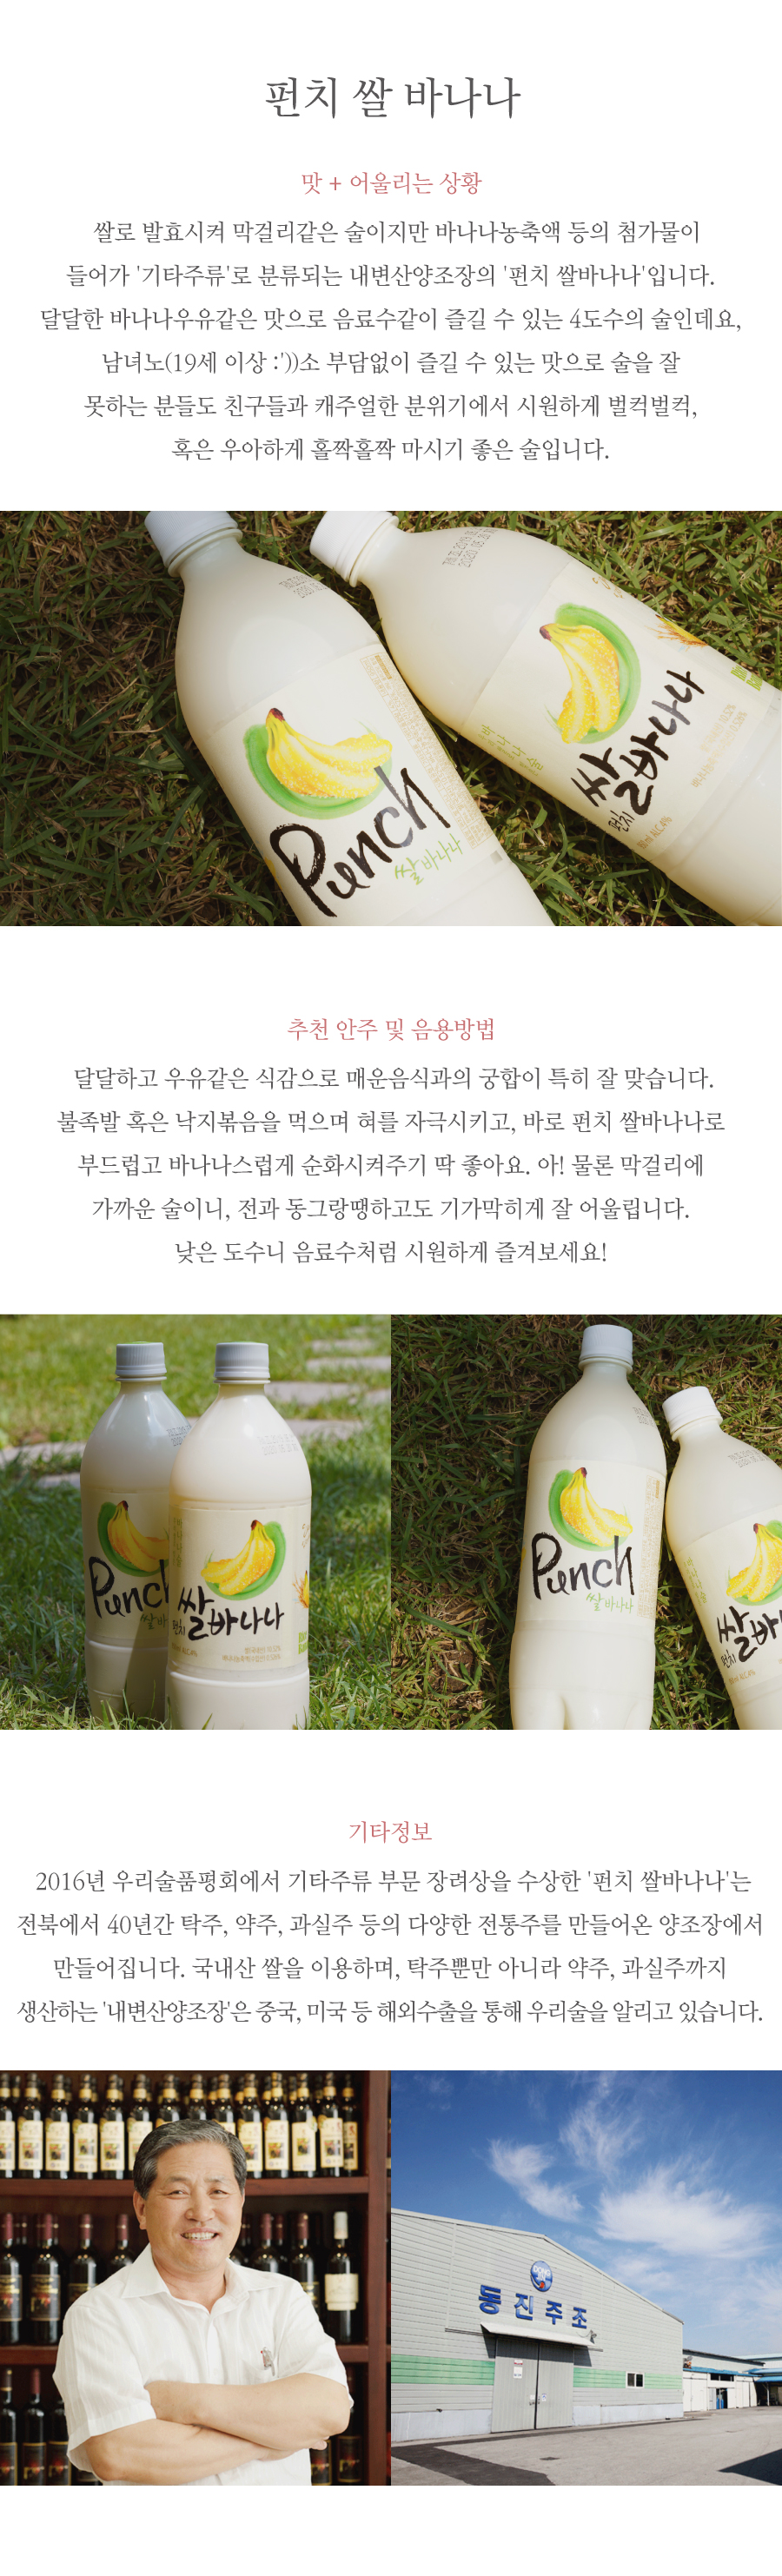 펀치 쌀 바나나
맛 + 어울리는 상황
쌀로 발효시켜 막걸리같은 술이지만 바나나농축액 등의 첨가물이
들어가 '기타주류'로 분류되는 내변산양조장의 '펀치 쌀바나나'입니다.
달달한 바나나우유같은 맛으로 음료수같이 즐길 수 있는 4도수의 술인데요,
남녀노(19세 이상 :'))소 부담없이 즐길 수 있는 맛으로 술을 잘
못하는 분들도 친구들과 캐주얼한 분위기에서 시원하게 벌컥벌컥,
혹은 우아하게 홀짝홀짝 마시기 좋은 술입니다.
Punch
쌀바나나
펀치
쌀바나나
추천 안주 및 음용방법
달달하고 우유같은 식감으로 매운음식과의 궁합이 특히 잘 맞습니다.
불족발 혹은 낙지볶음을 먹으며 혀를 자극시키고, 바로 펀치 쌀바나나로
부드럽고 바나나스럽게 순화시켜주기 딱 좋아요. 아! 물론 막걸리에
가까운 술이니, 전과 동그랑땡하고도 기가막히게 잘 어울립니다.
낮은 도수니 음료수처럼 시원하게 즐겨보세요!
Punch
펀치
쌀바나나
Punch
쌀바나나
펀치
쌀바나
기타정보
2016년 우리술품평회에서 기타주류 부문 장려상을 수상한 '펀치 쌀바나나'는
전북에서 40년간 탁주, 약주, 과실주 등의 다양한 전통주를 만들어온 양조장에서
만들어집니다. 국내산 쌀을 이용하며, 탁주뿐만 아니라 약주, 과실주까지
생산하는 '내변산양조장'은 중국, 미국 등 해외수출을 통해 우리술을 알리고 있습니다.
동진주조